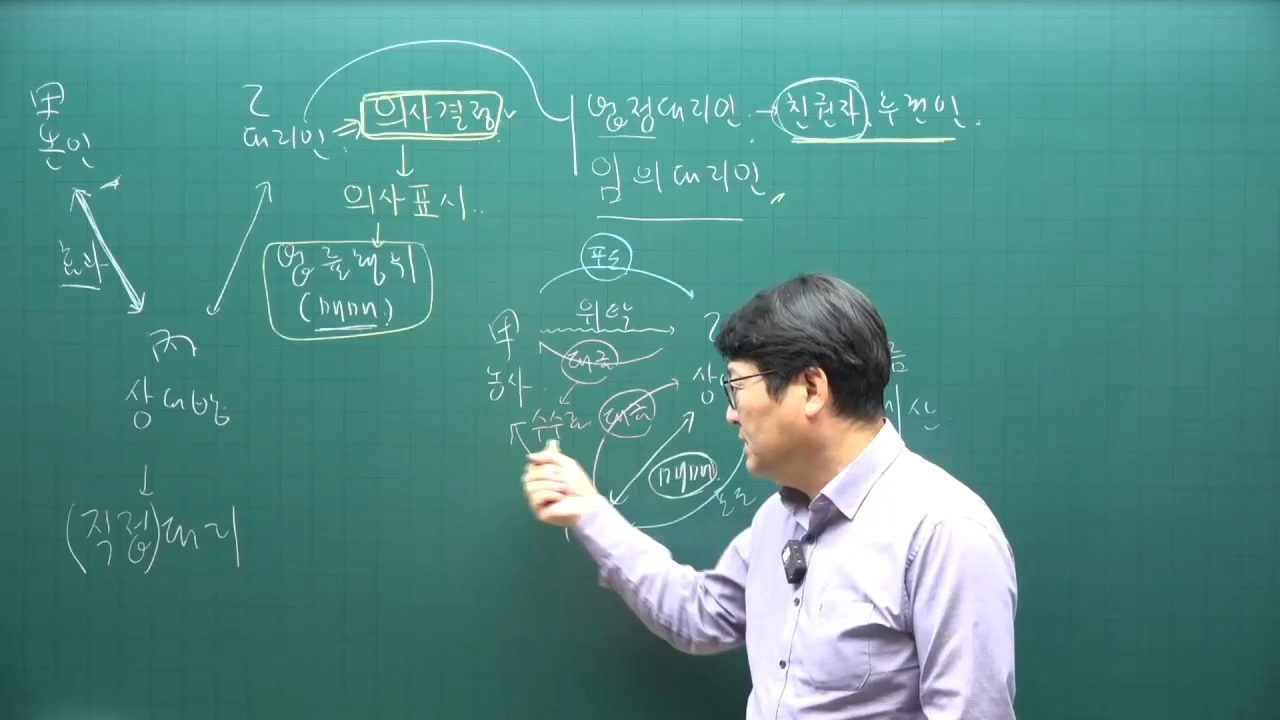 甲
본인
乙
대리인
의사결정
의사표시
법률행위
(매매)
효과
丙
상대방
(직접)대리
법정대리인 - 친권자, 후견인
임의대리인
포도
위탁
甲
농사
乙
대금
수수료
대금
매매